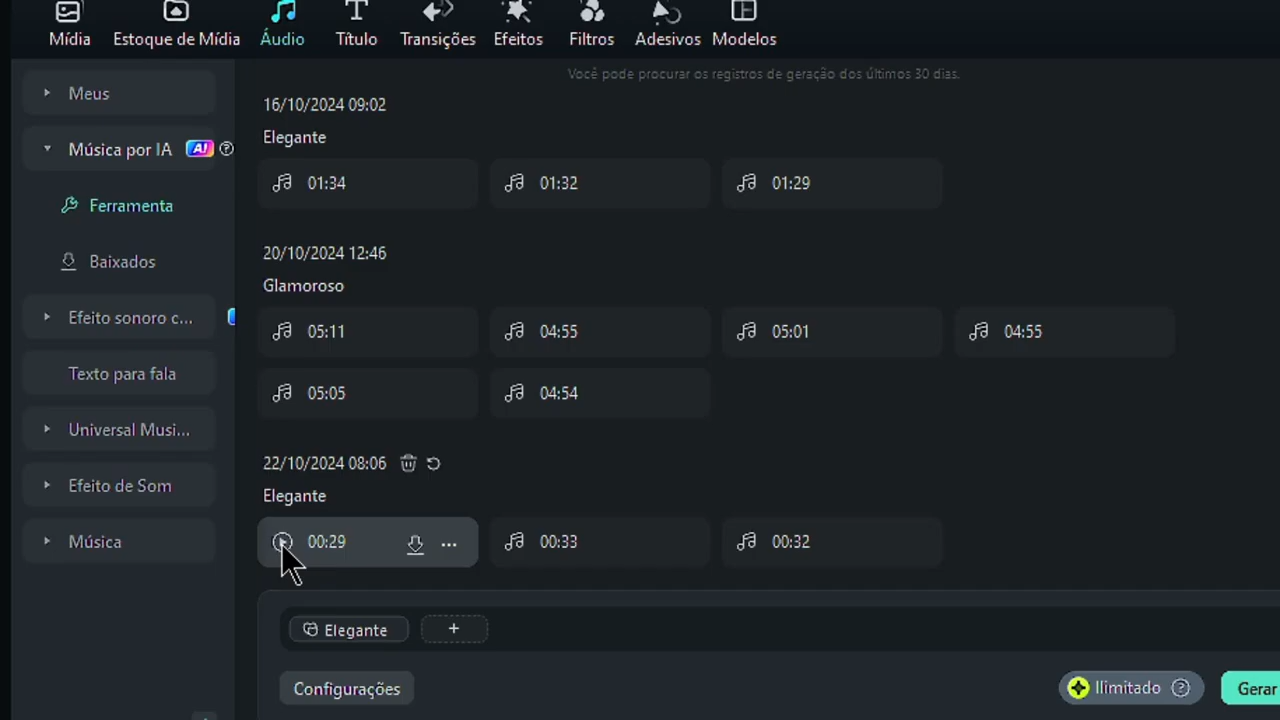 Mídia Estoque de Mídia Áudio Título Transições Efeitos Filtros Adesivos Modelos
Você pode procurar os registros de geração dos últimos 30 dias.
Meus
Música por IA AI ?
Ferramenta
Baixados
Efeito sonoro c...
Texto para fala
Universal Musi...
Efeito de Som
Música
16/10/2024 09:02
Elegante
01:34 01:32 01:29
20/10/2024 12:46
Glamoroso
05:11 04:55 05:01 04:55
05:05 04:54
22/10/2024 08:06
Elegante
00:29 ... 00:33 00:32
Elegante +
Configurações Ilimitado ? Gerar